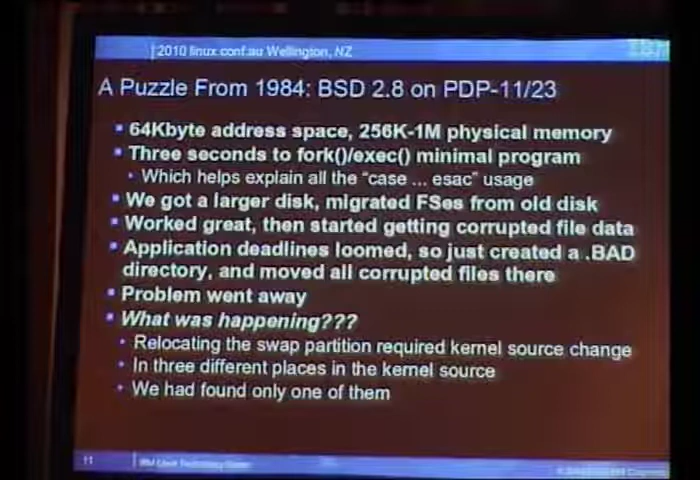 2010 linux.conf.au Wellington, NZ
IBM
A Puzzle From 1984: BSD 2.8 on PDP-11/23
64Kbyte address space, 256K-1M physical memory
Three seconds to fork()/exec() minimal program
Which helps explain all the "case ... esac" usage
We got a larger disk, migrated FSes from old disk
Worked great, then started getting corrupted file data
Application deadlines loomed, so just created a .BAD
directory, and moved all corrupted files there
Problem went away
What was happening???
Relocating the swap partition required kernel source change
In three different places in the kernel source
We had found only one of them
11
IBM Linux Technology Center